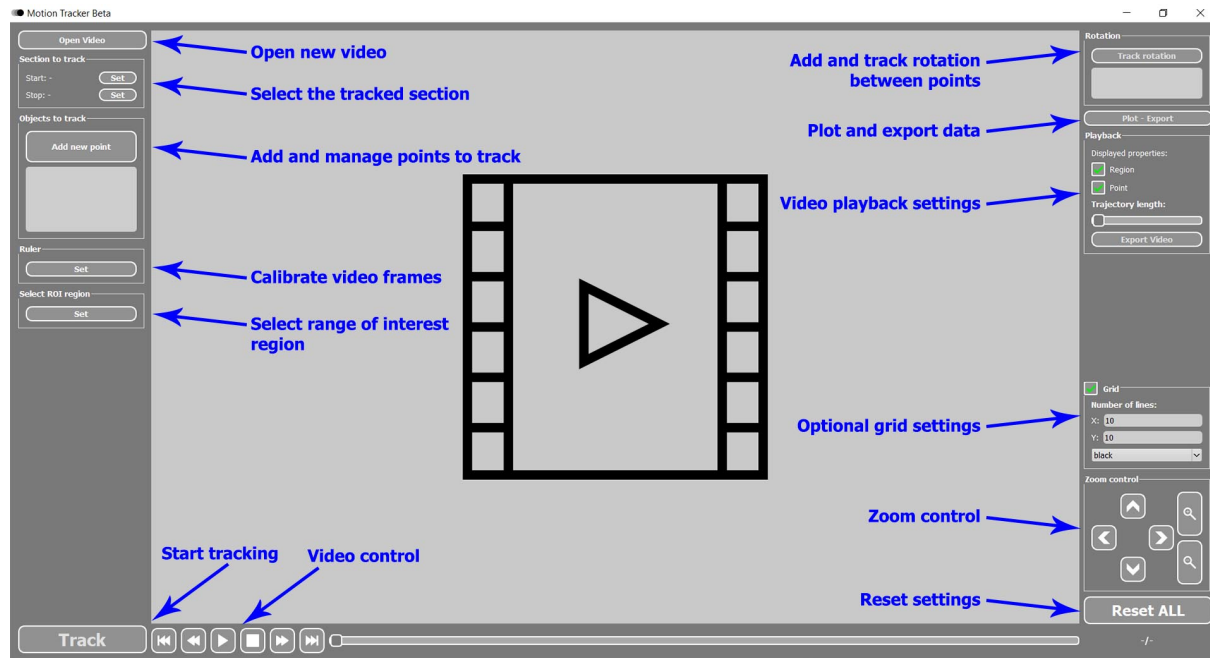 Motion Tracker Beta
Open Video
Section to track
Start: -
Set
Stop: -
Set
Objects to track
Add new point
Ruler
Set
Select ROI region
Set
Open new video
Select the tracked section
Add and manage points to track
Calibrate video frames
Select range of interest
region
Start tracking
Video control
Add and track rotation
between points
Plot and export data
Video playback settings
Optional grid settings
Zoom control
Reset settings
Rotation
Track rotation
Plot - Export
Playback
Displayed properties:
Region
Point
Trajectory length:
Export Video
Grid
Number of lines:
X: 10
Y: 10
black
Zoom control
Reset ALL
Track
-/-